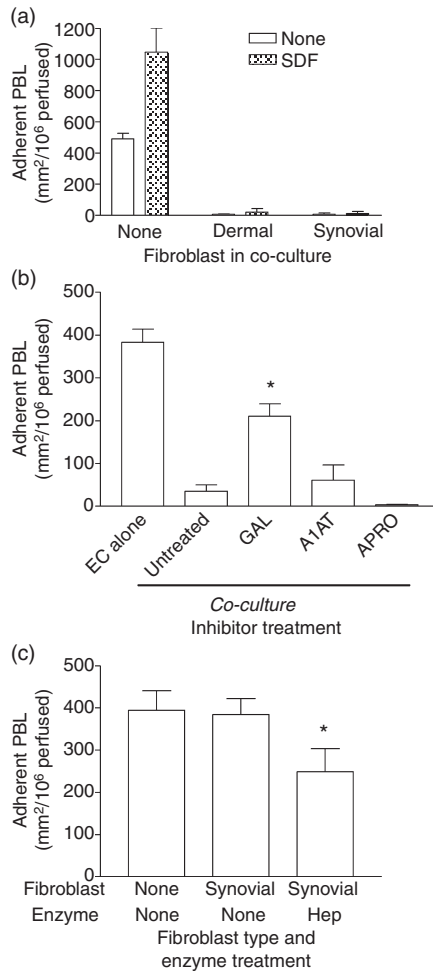 (a)
None
SDF
Adherent PBL
(mm²/10⁶ perfused)
1200
1000
800
600
400
200
0
None Dermal Synovial
Fibroblast in co-culture
(b)
Adherent PBL
(mm²/10⁶ perfused)
500
400
300
200
100
0
*
EC alone Untreated GAL A1AT APRO
Co-culture
Inhibitor treatment
(c)
Adherent PBL
(mm²/10⁶ perfused)
500
400
300
200
100
0
*
Fibroblast None Synovial Synovial
Enzyme None None Hep
Fibroblast type and
enzyme treatment